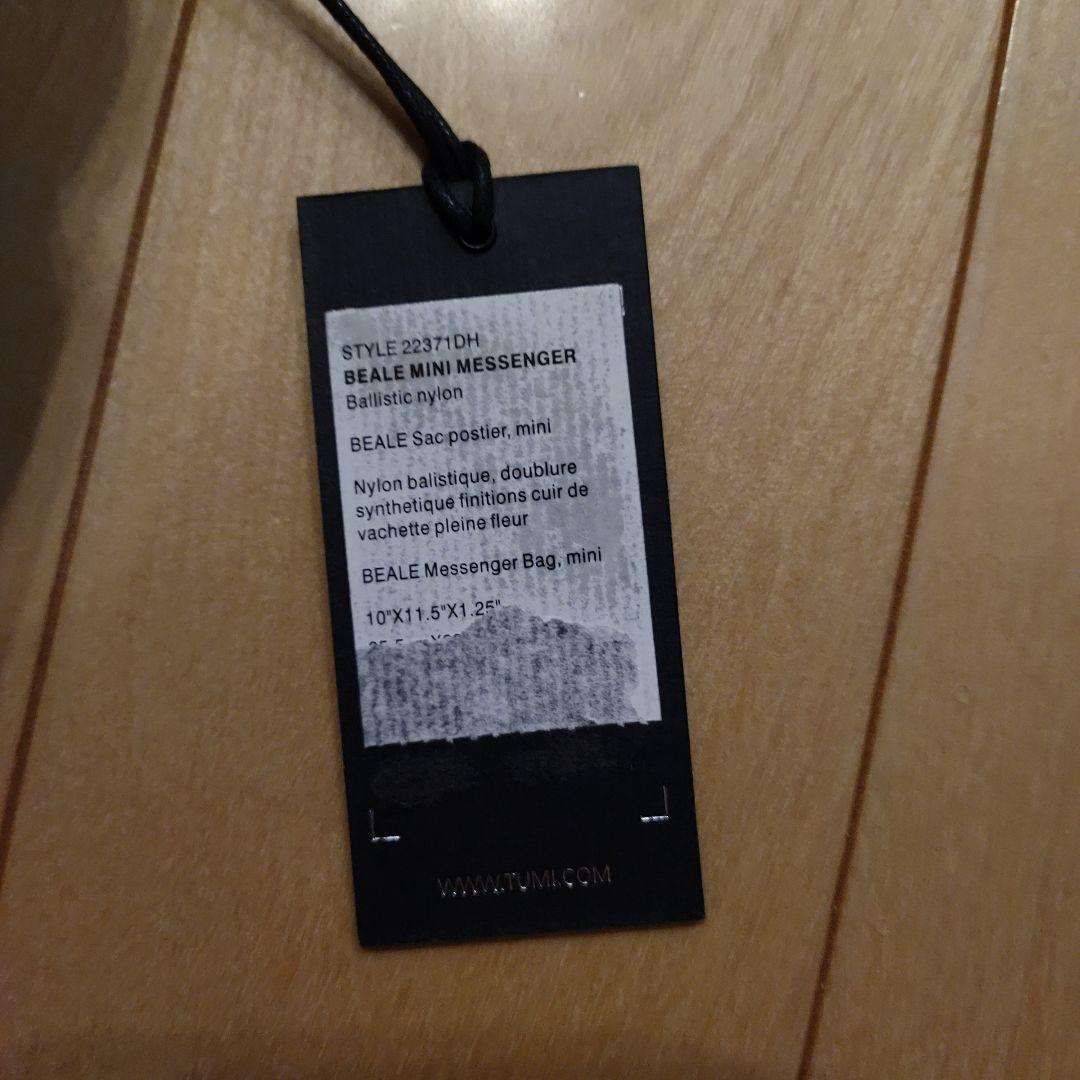 STYLE 22371DH
BEALE MINI MESSENGER
Ballistic nylon
BEALE Sac postier, mini
Nylon balistique, doublure
synthetique finitions cuir de
vachette pleine fleur
BEALE Messenger Bag, mini
10"X11.5"X1.25"
WWW.TUMI.COM